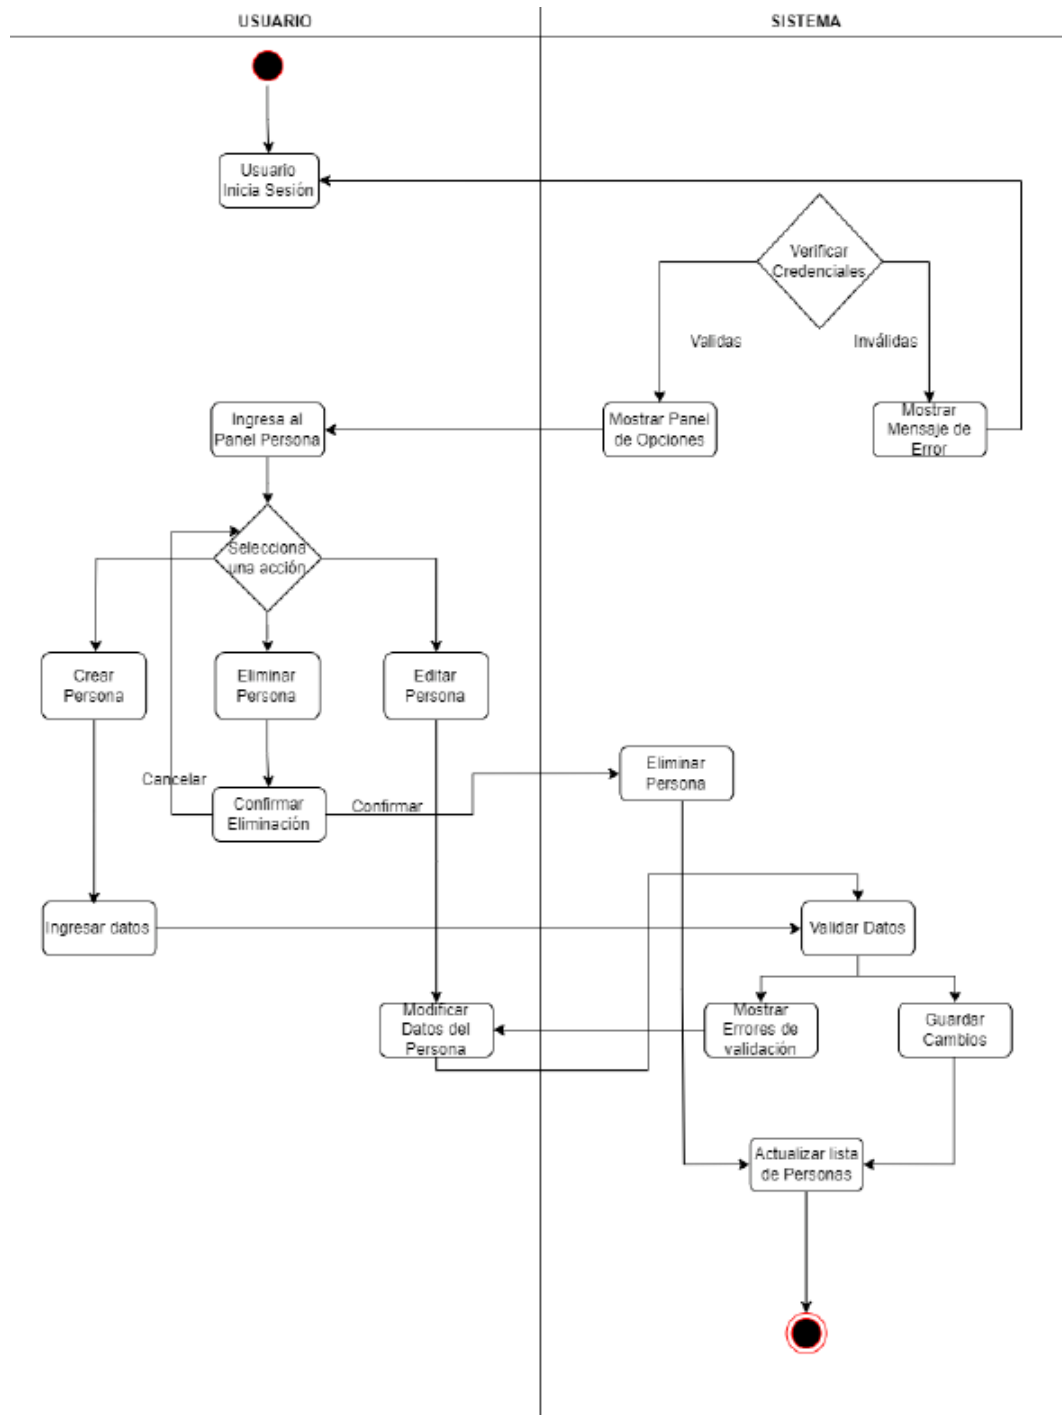 USUARIO
SISTEMA
Usuario
Inicia Sesión
Verificar
Credenciales
Validas
Inválidas
Ingresa al
Panel Persona
Mostrar Panel
de Opciones
Mostrar
Mensaje de
Error
Selecciona
una acción
Crear
Persona
Eliminar
Persona
Editar
Persona
Eliminar
Persona
Cancelar
Confirmar
Eliminación
Confirmar
Ingresar datos
Validar Datos
Modificar
Datos del
Persona
Mostrar
Errores de
validación
Guardar
Cambios
Actualizar lista
de Personas